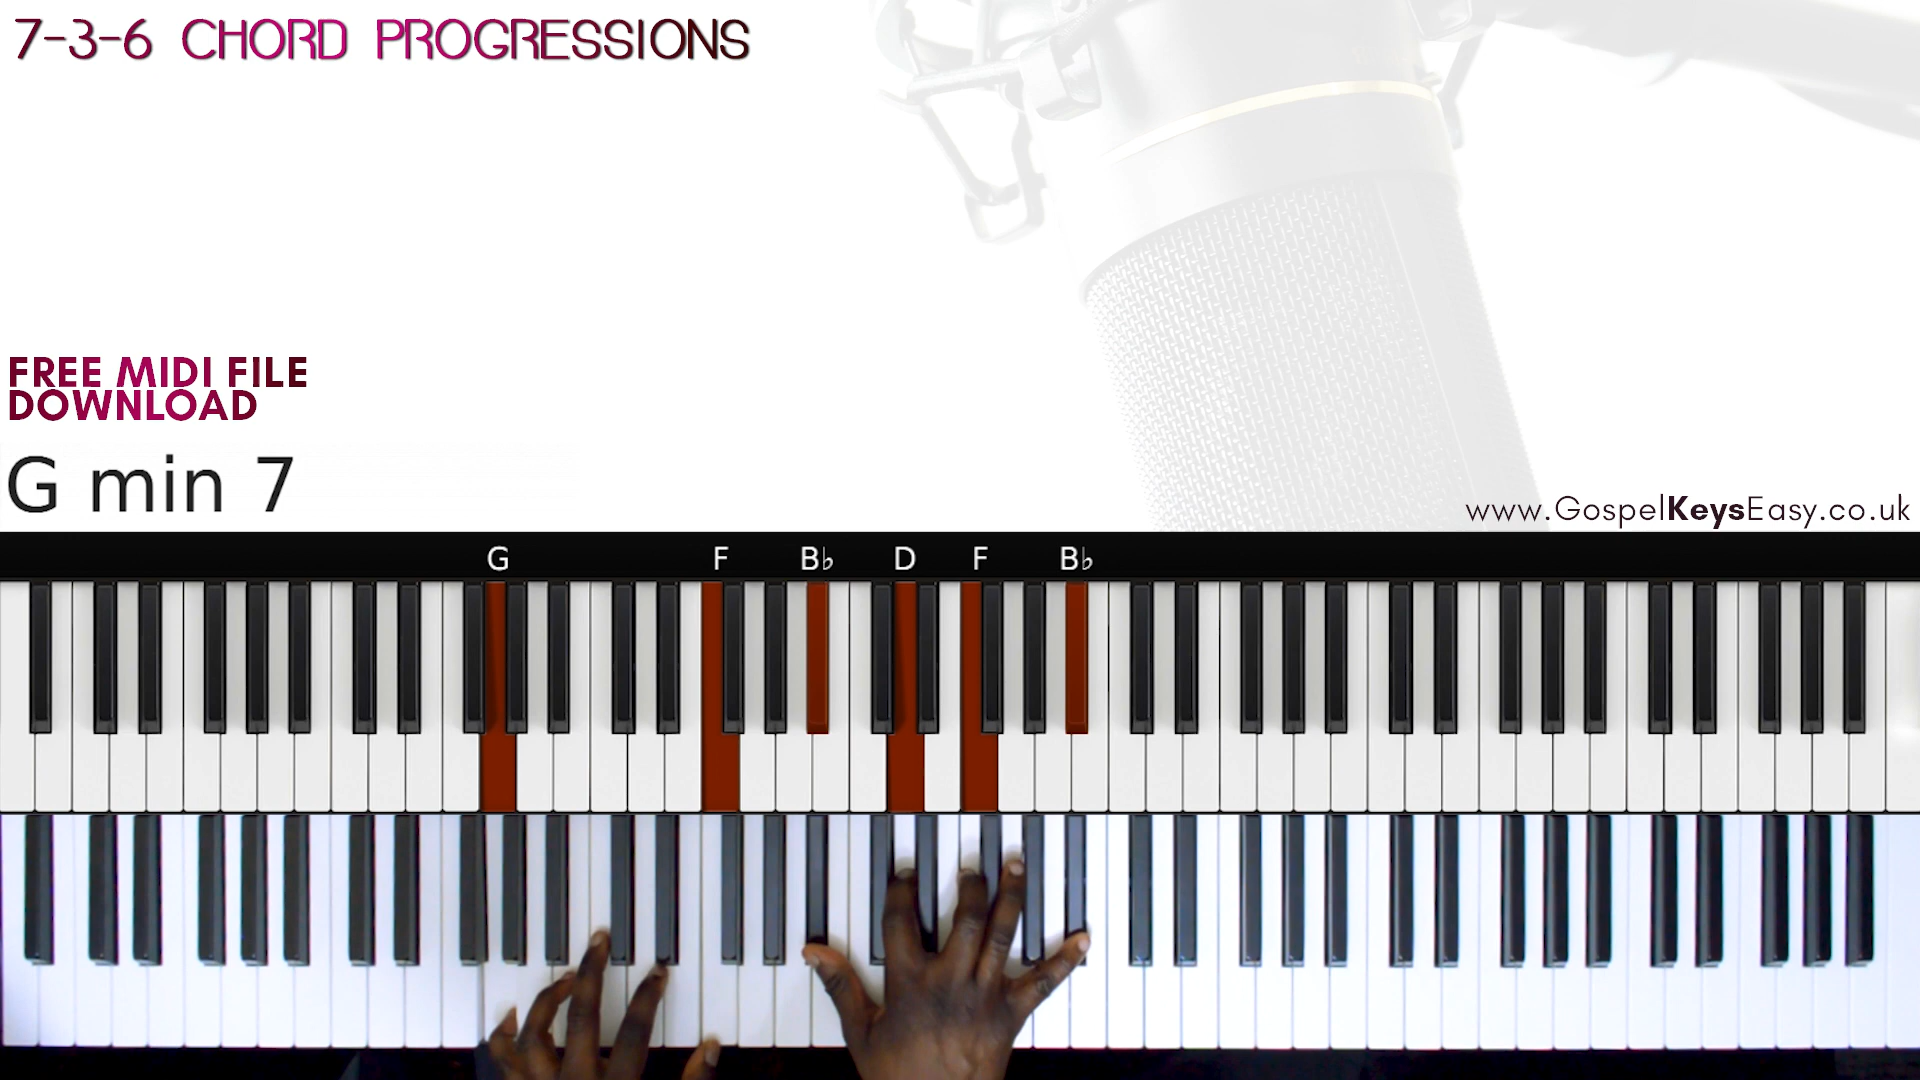 7-3-6 CHORD PROGRESSIONS
FREE MIDI FILE
DOWNLOAD
G min 7
www.GospelKeysEasy.co.uk
G F B♭ D F B♭